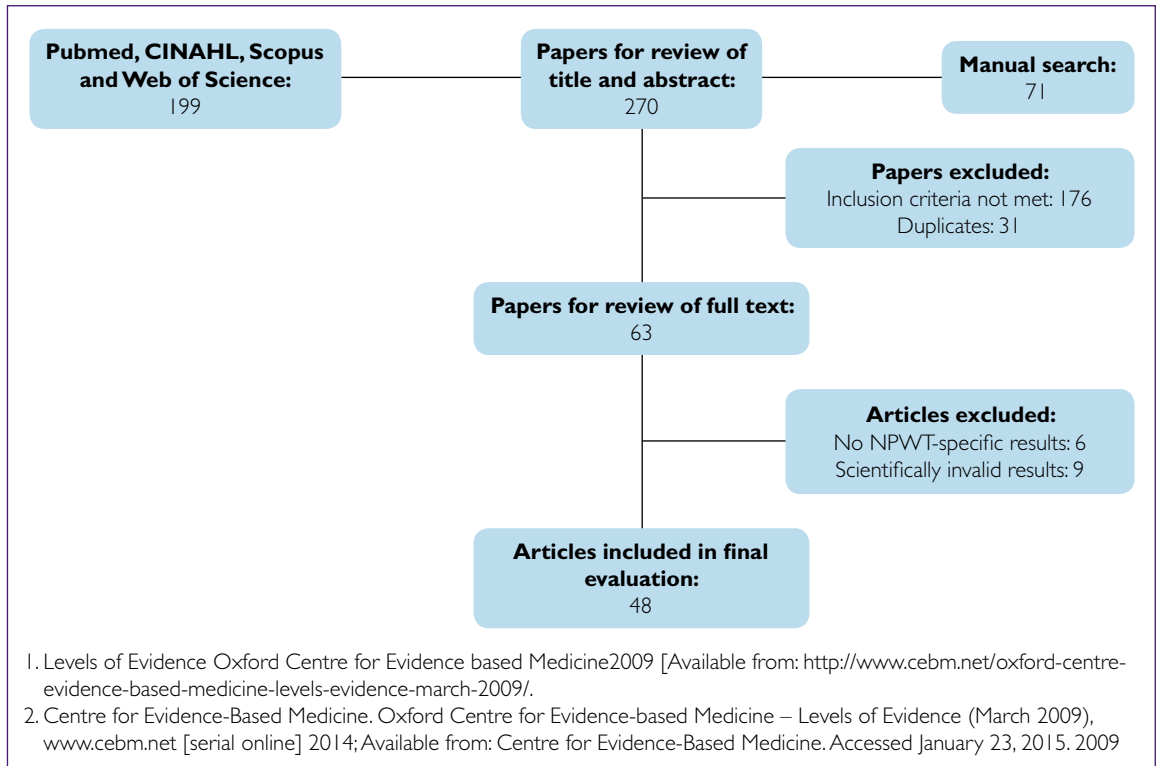 Pubmed, CINAHL, Scopus
and Web of Science:
199
Papers for review of
title and abstract:
270
Manual search:
71
Papers excluded:
Inclusion criteria not met: 176
Duplicates: 31
Papers for review of full text:
63
Articles excluded:
No NPWT-specific results: 6
Scientifically invalid results: 9
Articles included in final
evaluation:
48
1. Levels of Evidence Oxford Centre for Evidence based Medicine2009 [Available from: http://www.cebm.net/oxford-centre-
evidence-based-medicine-levels-evidence-march-2009/.
2. Centre for Evidence-Based Medicine. Oxford Centre for Evidence-based Medicine – Levels of Evidence (March 2009),
www.cebm.net [serial online] 2014; Available from: Centre for Evidence-Based Medicine. Accessed January 23, 2015. 2009